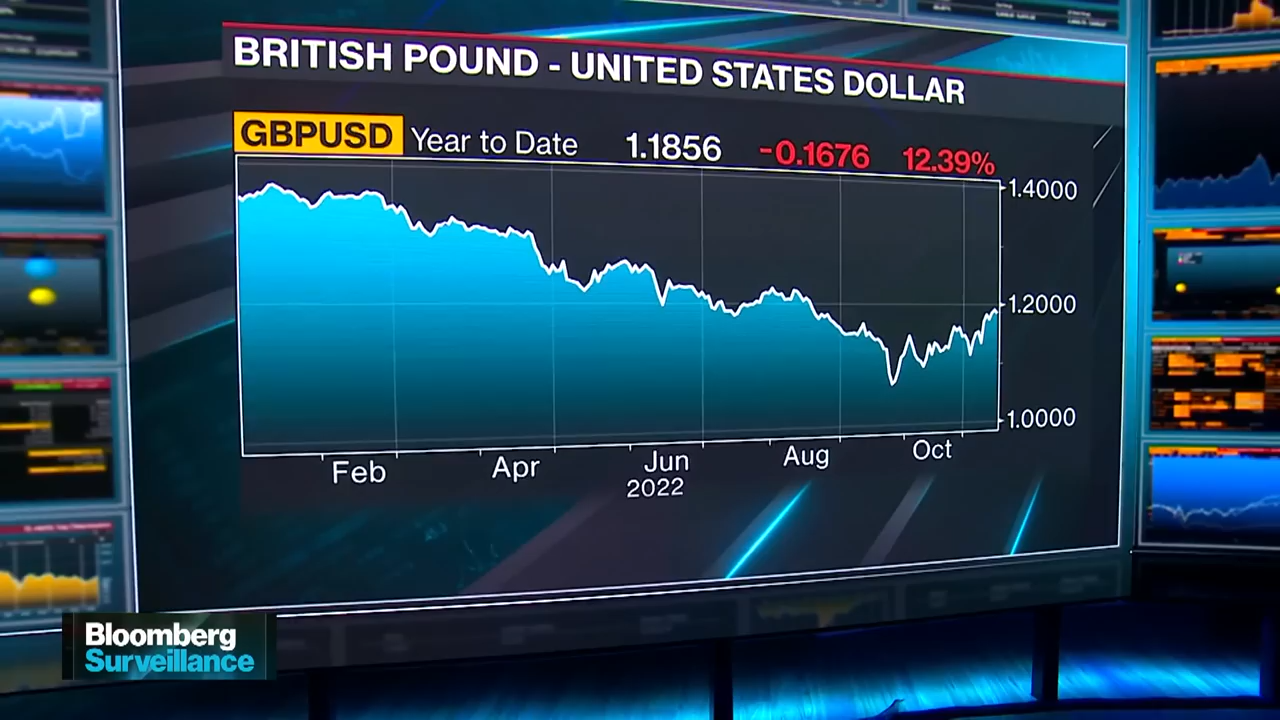 BRITISH POUND - UNITED STATES DOLLAR
GBPUSD Year to Date 1.1856 -0.1676 12.39%
1.4000
1.2000
1.0000
Feb Apr Jun Aug Oct
2022
Bloomberg
Surveillance